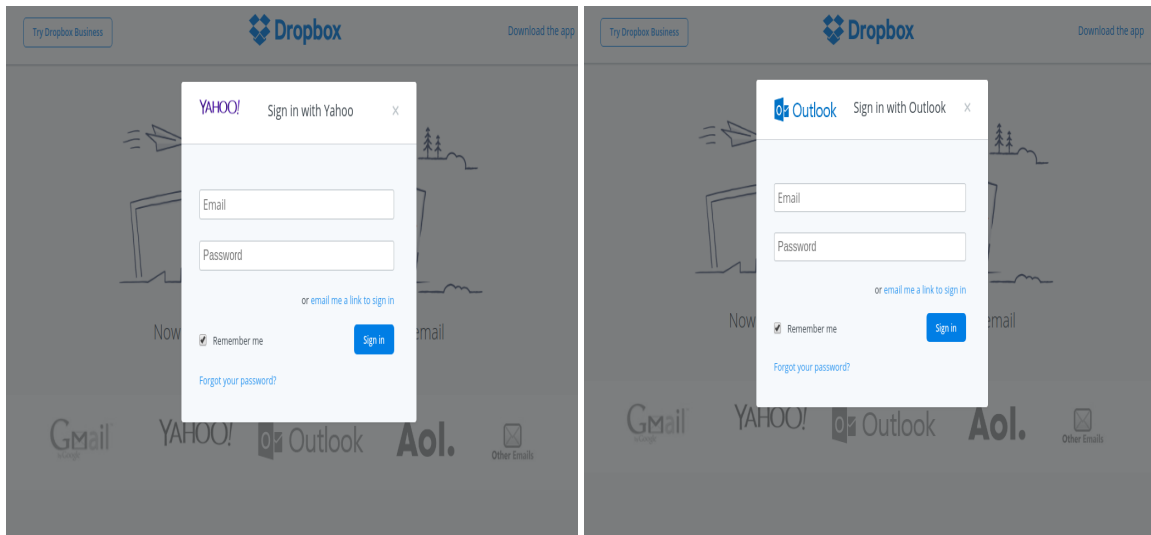 Try Dropbox Business
Dropbox
Download the app
YAHOO!
Sign in with Yahoo
x
Email
Password
or email me a link to sign in
Remember me
Sign in
Forgot your password?
Now
email
GMail
YAHOO!
Outlook
Aol.
Other Emails
Try Dropbox Business
Dropbox
Download the app
Outlook
Sign in with Outlook
x
Email
Password
or email me a link to sign in
Remember me
Sign in
Forgot your password?
Now
email
GMail
YAHOO!
Outlook
Aol.
Other Emails